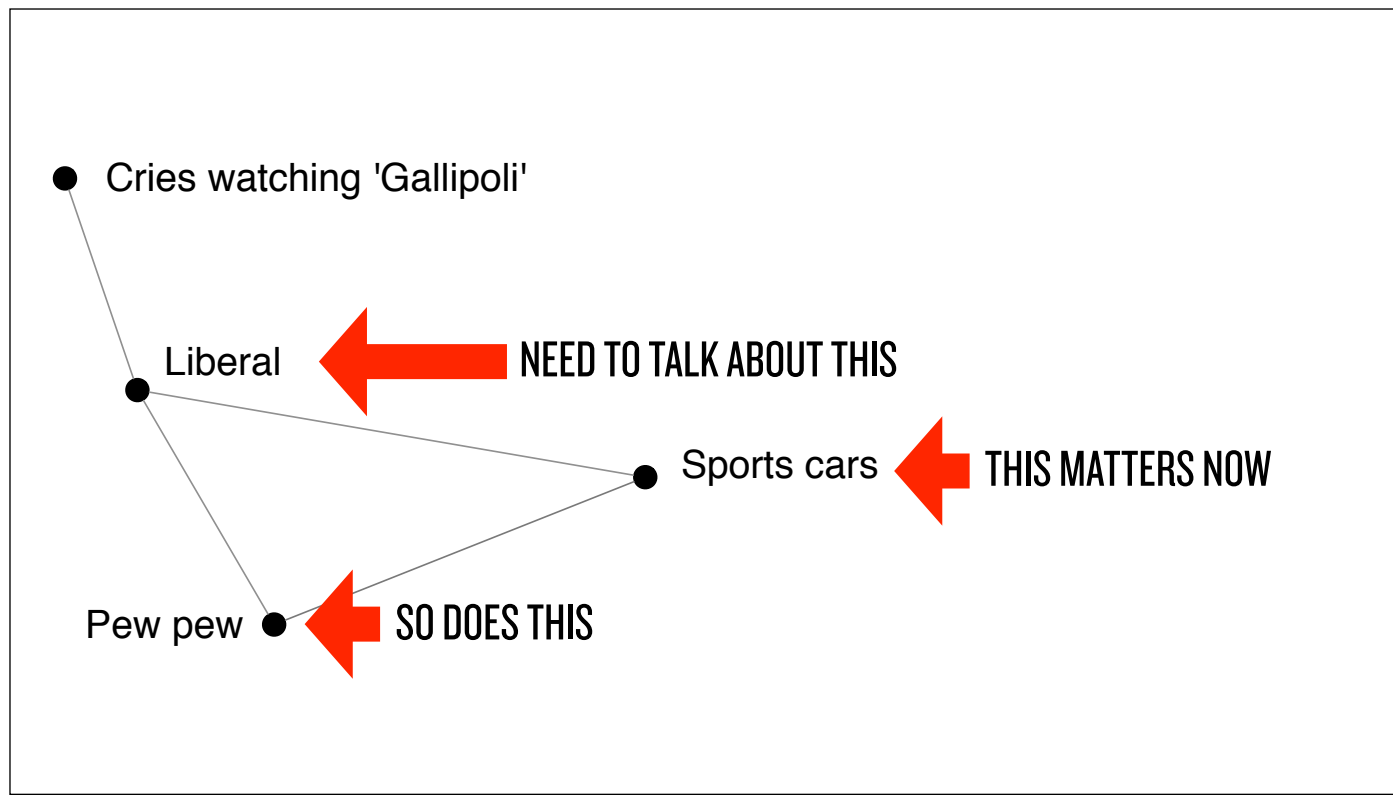 Cries watching 'Gallipoli'
Liberal
NEED TO TALK ABOUT THIS
Sports cars
THIS MATTERS NOW
Pew pew
SO DOES THIS